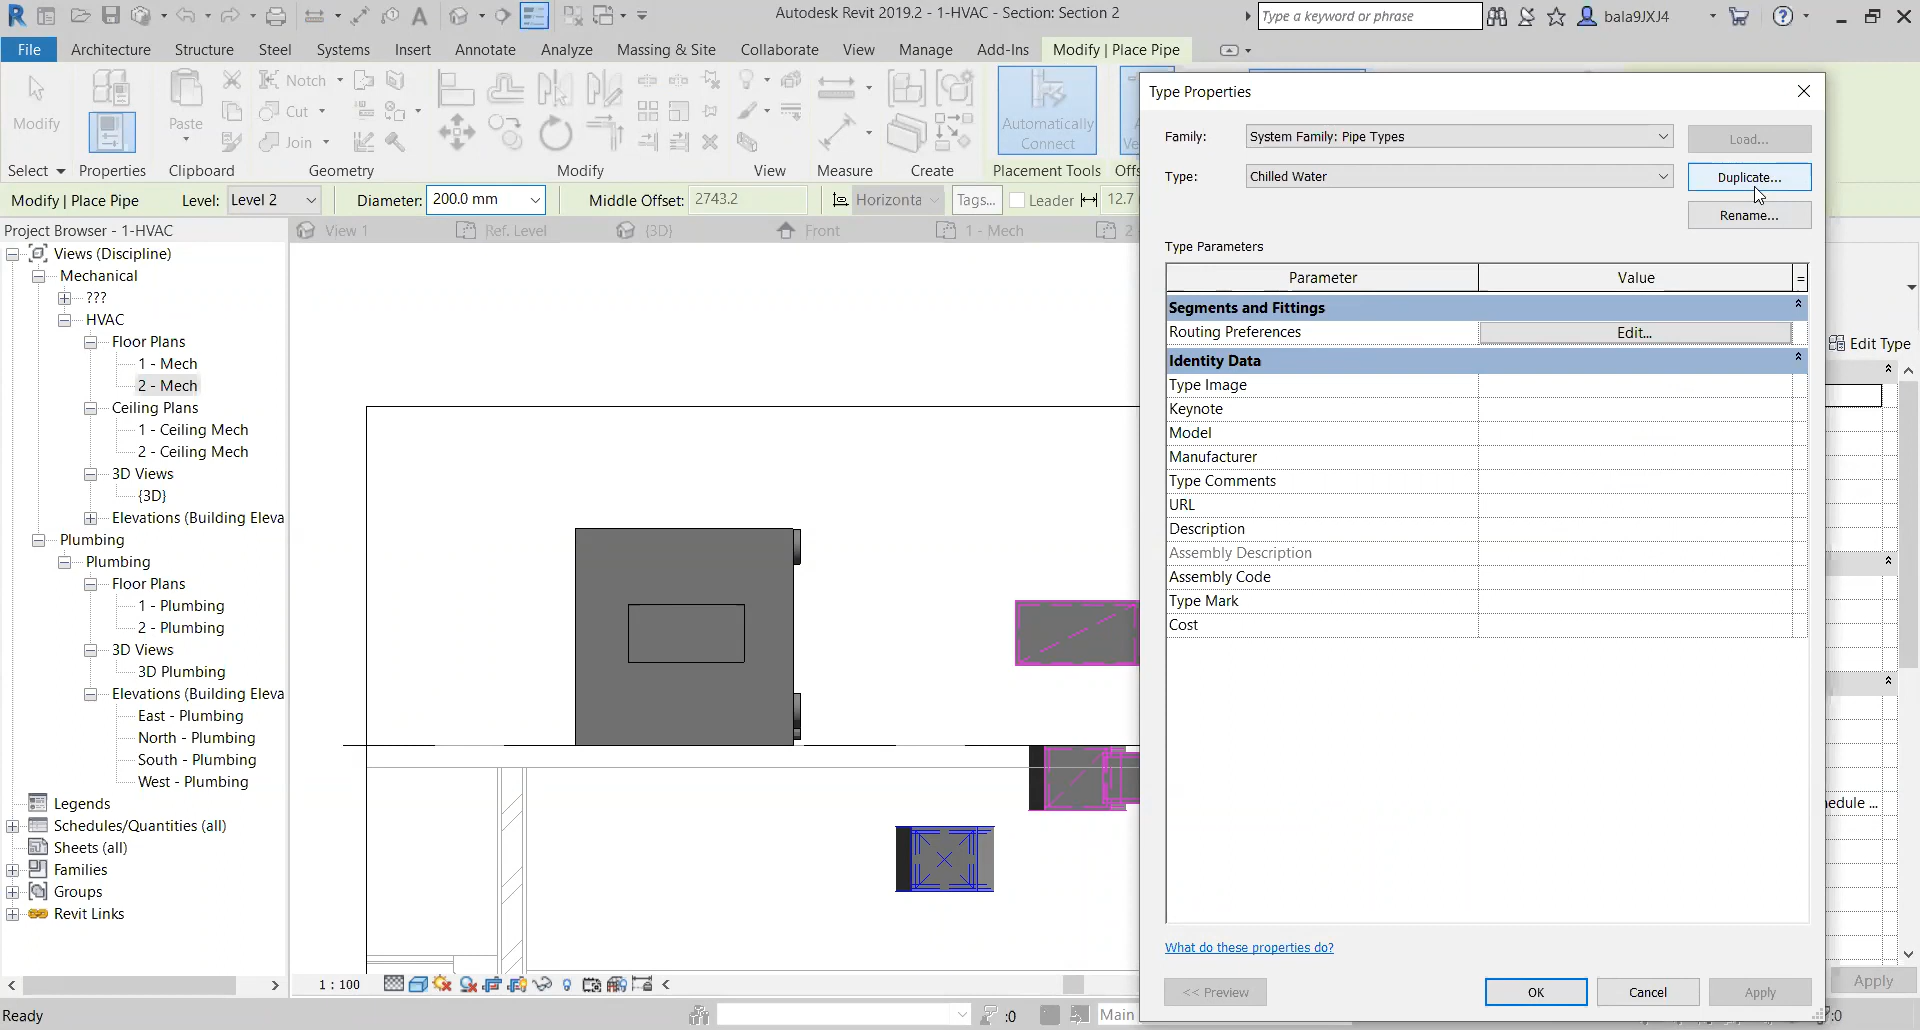 Autodesk Revit 2019.2 - 1-HVAC - Section: Section 2
Type a keyword or phrase
bala9JXJ4
File Architecture Structure Steel Systems Insert Annotate Analyze Massing & Site Collaborate View Manage Add-Ins Modify | Place Pipe
Modify
Paste
Notch
Cut
Join
Automatically
Connect
Select Properties Clipboard Geometry Modify View Measure Create Placement Tools
Modify | Place Pipe
Level: Level 2
Diameter: 200.0 mm
Middle Offset: 2743.2
Horizonta
Tags...
Leader
12.7
Project Browser - 1-HVAC
View 1
Ref. Level
{3D}
Front
1 - Mech
2
Views (Discipline)
Mechanical
???
HVAC
Floor Plans
1 - Mech
2 - Mech
Ceiling Plans
1 - Ceiling Mech
2 - Ceiling Mech
3D Views
{3D}
Elevations (Building Eleva
Plumbing
Plumbing
Floor Plans
1 - Plumbing
2 - Plumbing
3D Views
3D Plumbing
Elevations (Building Eleva
East - Plumbing
North - Plumbing
South - Plumbing
West - Plumbing
Legends
Schedules/Quantities (all)
Sheets (all)
Families
Groups
Revit Links
Type Properties
Family: System Family: Pipe Types
Load...
Type: Chilled Water
Duplicate...
Rename...
Type Parameters
Parameter Value =
Segments and Fittings
Routing Preferences Edit...
Identity Data
Type Image
Keynote
Model
Manufacturer
Type Comments
URL
Description
Assembly Description
Assembly Code
Type Mark
Cost
What do these properties do?
<< Preview
OK
Cancel
Apply
Edit Type
edule ...
Apply
1 : 100
Ready
:0
Main
:0